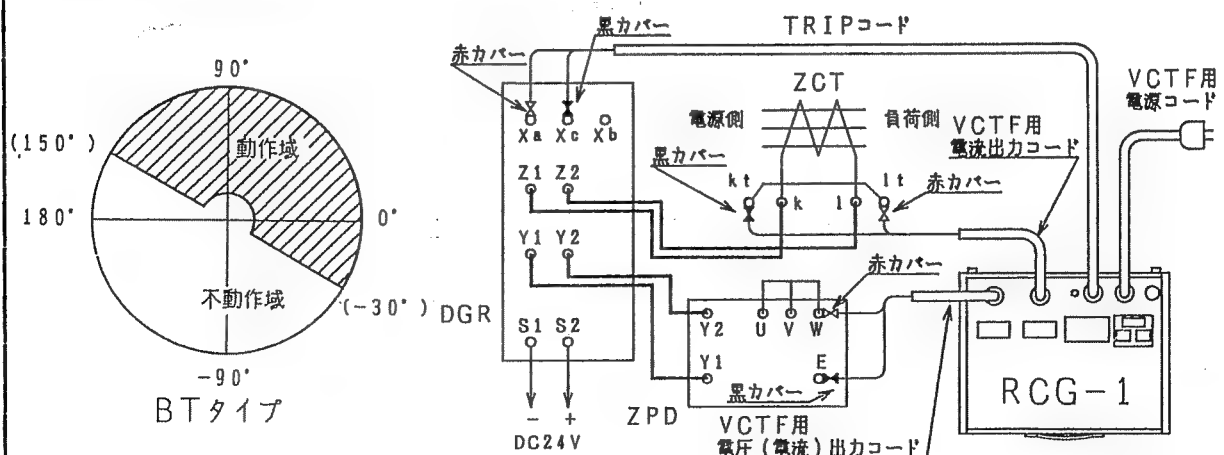 90°
(150°)
動作域
180°
0°
不動作域
(-30°)
-90°
BTタイプ
黒カバー
TRIPコード
赤カバー
ZCT
VCTF用
電源コード
Xa Xc Xb
電源側
負荷側
VCTF用
電流出力コード
黒カバー
kt
lt
赤カバー
Z1 Z2
k
l
Y1 Y2
赤カバー
DGR
Y2
U V W
S1 S2
Y1
E
黒カバー
RCG-1
- +
DC24V
ZPD
VCTF用
電圧(電流)出力コード